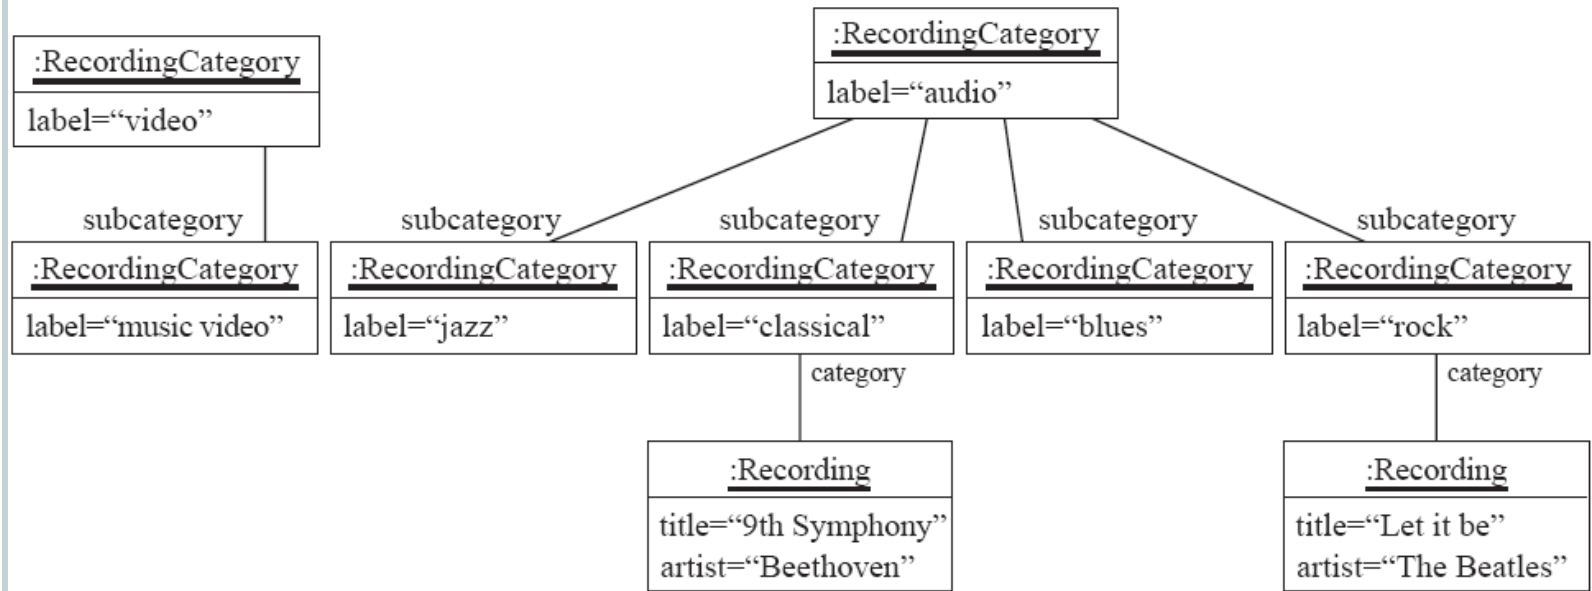 :RecordingCategory
label=“video”
:RecordingCategory
label=“audio”
subcategory
subcategory
subcategory
subcategory
subcategory
:RecordingCategory
label=“music video”
:RecordingCategory
label=“jazz”
:RecordingCategory
label=“classical”
:RecordingCategory
label=“blues”
:RecordingCategory
label=“rock”
category
category
:Recording
title=“9th Symphony”
artist=“Beethoven”
:Recording
title=“Let it be”
artist=“The Beatles”